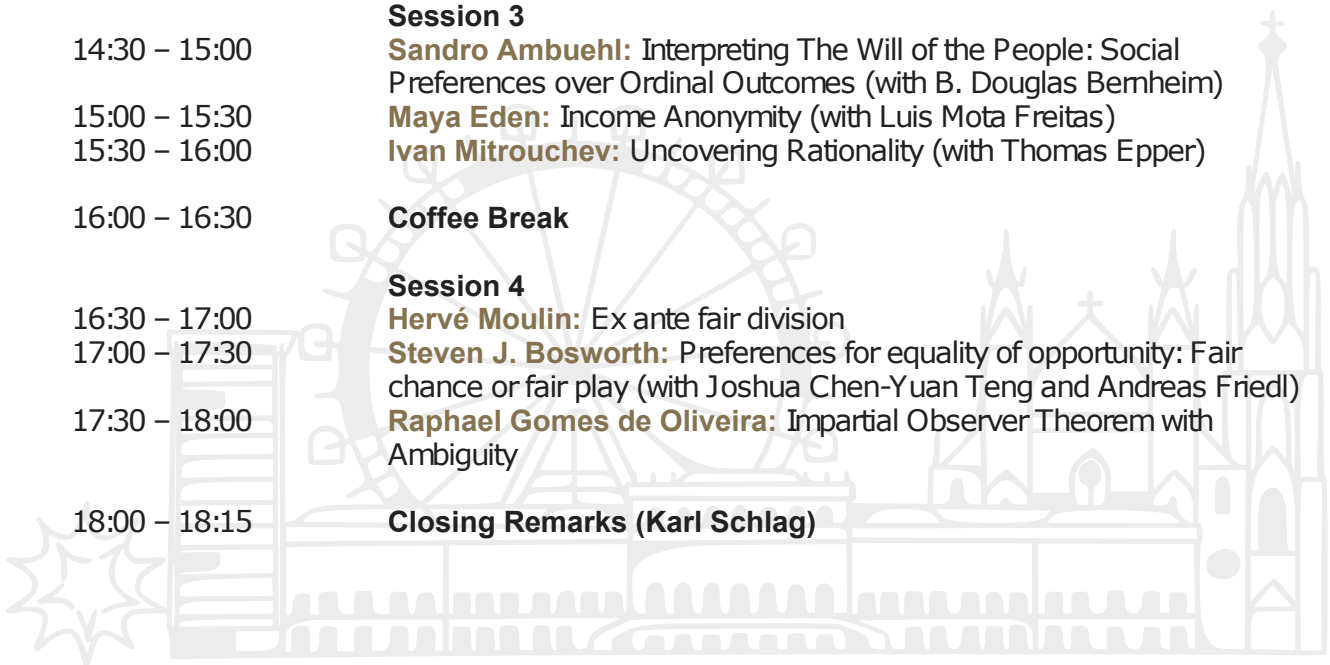 Session 3
14:30 – 15:00 Sandro Ambuehl: Interpreting The Will of the People: Social
Preferences over Ordinal Outcomes (with B. Douglas Bernheim)
15:00 – 15:30 Maya Eden: Income Anonymity (with Luis Mota Freitas)
15:30 – 16:00 Ivan Mitrouchev: Uncovering Rationality (with Thomas Epper)
16:00 – 16:30 Coffee Break
Session 4
16:30 – 17:00 Hervé Moulin: Ex ante fair division
17:00 – 17:30 Steven J. Bosworth: Preferences for equality of opportunity: Fair
chance or fair play (with Joshua Chen-Yuan Teng and Andreas Friedl)
17:30 – 18:00 Raphael Gomes de Oliveira: Impartial Observer Theorem with
Ambiguity
18:00 – 18:15 Closing Remarks (Karl Schlag)